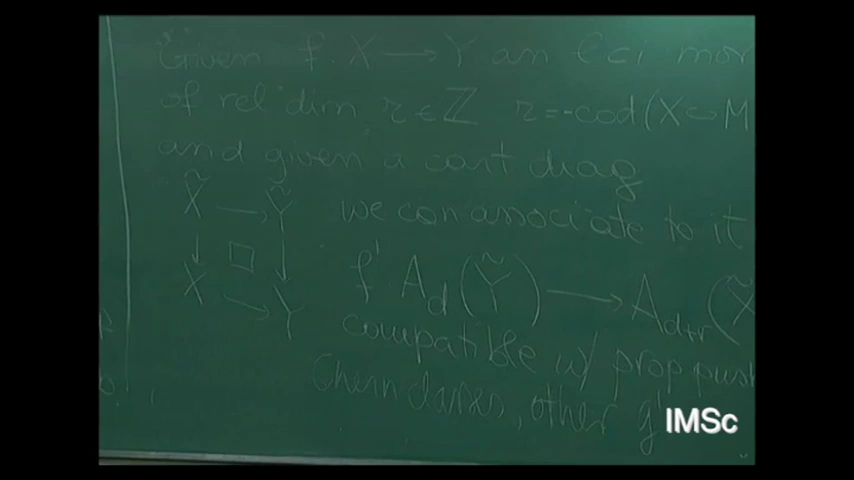 Given f: X → Y an lci mor
of rel dim r ∈ ℤ r = -cod(X ↪ M
and given a cart diag
X̃ → Ỹ we can associate to it
↓ □ ↓
X → Y f! A_d(Ỹ) → A_d+r(X̃
compatible w/ prop push
Chern classes, other g!
IMSc